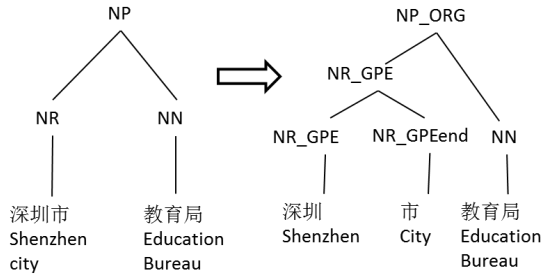 NP
NP_ORG
NR_GPE
NR
NN
NR_GPE
NR_GPEend
NN
深圳市
Shenzhen
city
教育局
Education
Bureau
深圳
Shenzhen
市
City
教育局
Education
Bureau